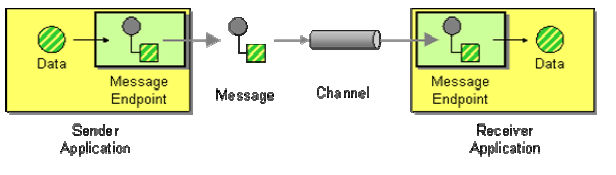 Data
Message
Endpoint
Message
Channel
Message
Endpoint
Data
Sender
Application
Receiver
Application